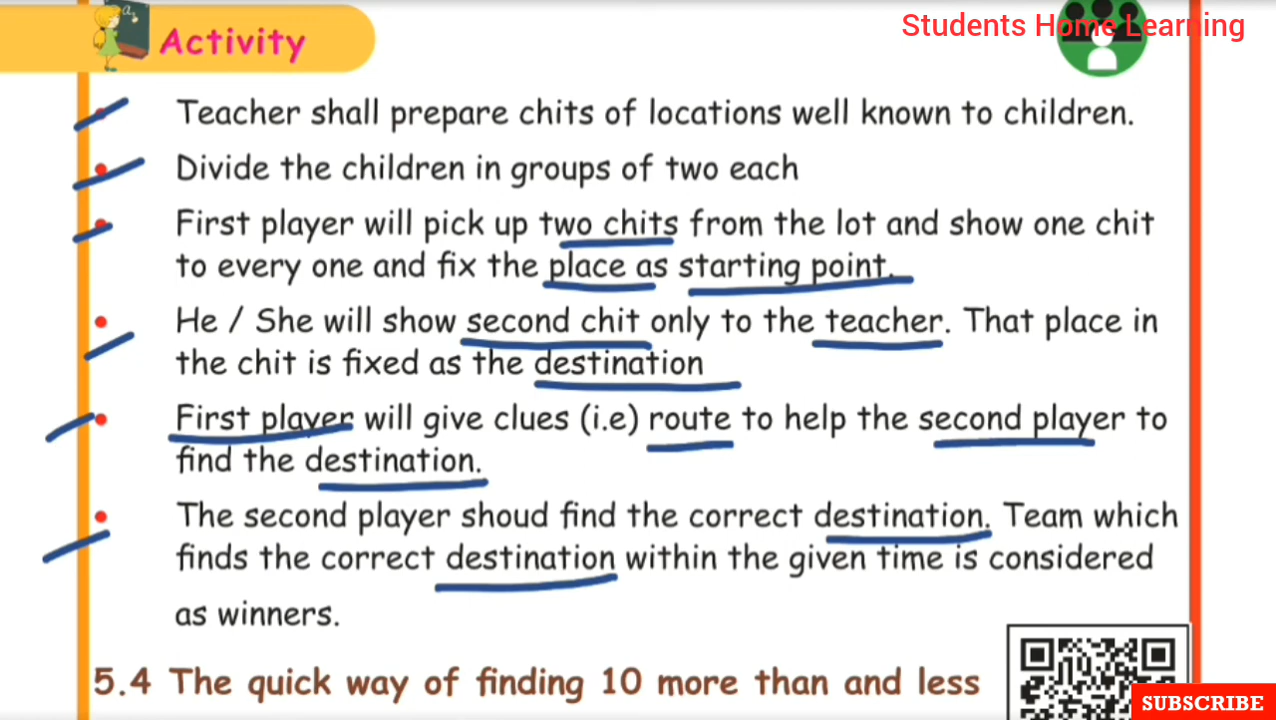 Students Home Learning
Activity
Teacher shall prepare chits of locations well known to children.
Divide the children in groups of two each
First player will pick up two chits from the lot and show one chit
to every one and fix the place as starting point.
He / She will show second chit only to the teacher. That place in
the chit is fixed as the destination
First player will give clues (i.e) route to help the second player to
find the destination.
The second player shoud find the correct destination. Team which
finds the correct destination within the given time is considered
as winners.
5.4 The quick way of finding 10 more than and less
SUBSCRIBE